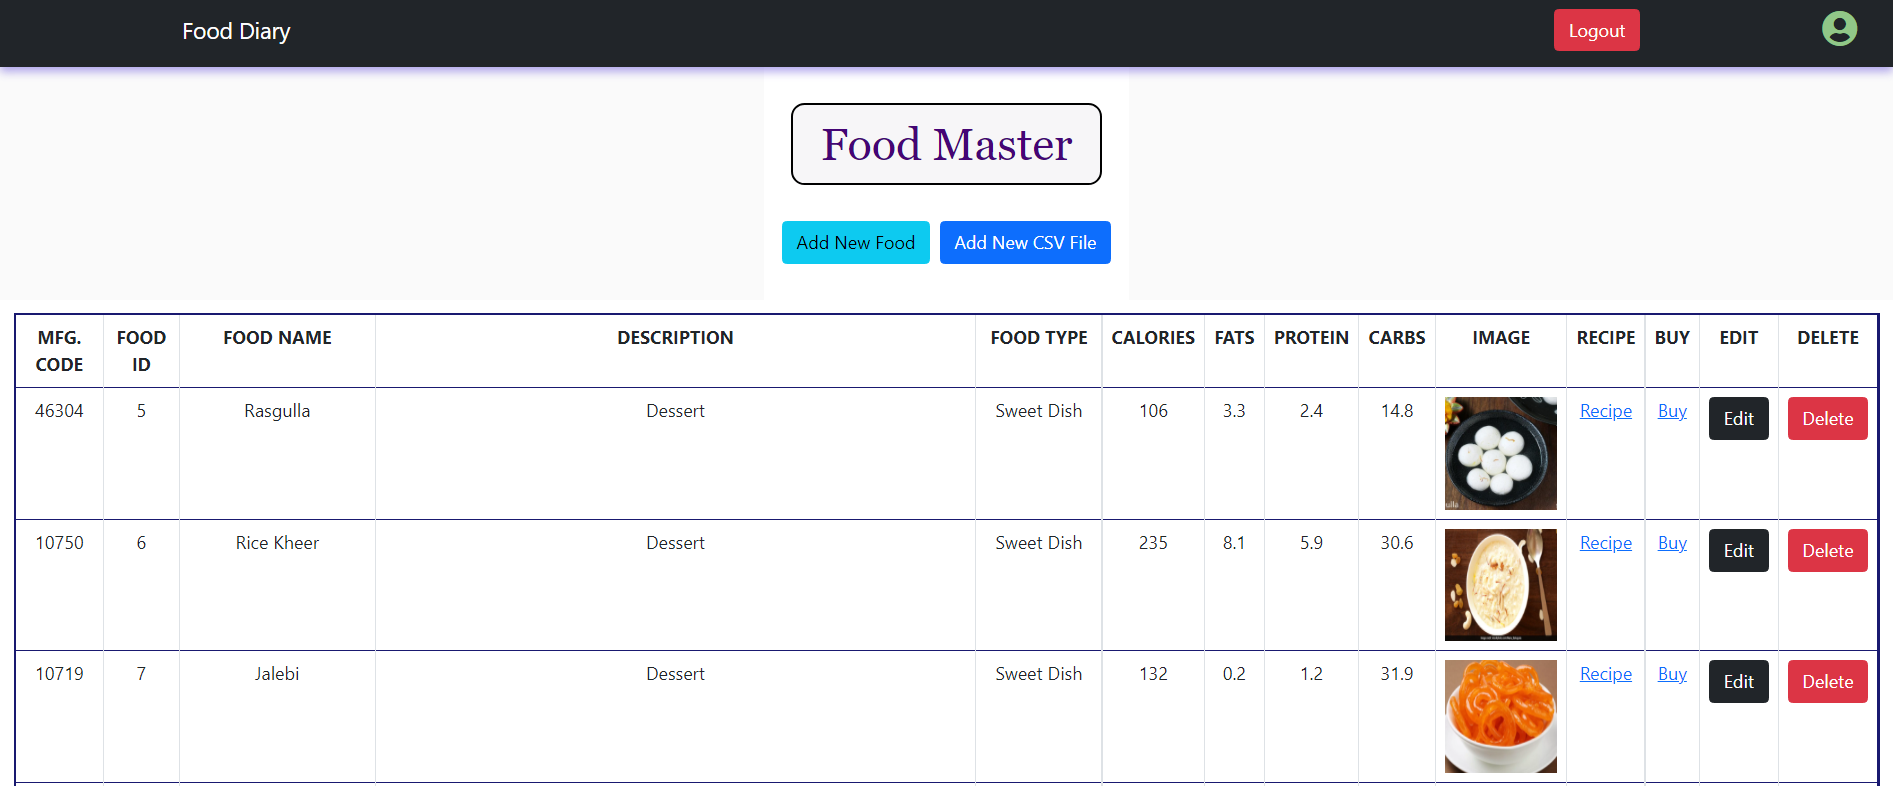 Food Diary Logout
Food Master
Add New Food Add New CSV File
MFG. CODE FOOD ID FOOD NAME DESCRIPTION FOOD TYPE CALORIES FATS PROTEIN CARBS IMAGE RECIPE BUY EDIT DELETE
46304 5 Rasgulla Dessert Sweet Dish 106 3.3 2.4 14.8 Recipe Buy Edit Delete
10750 6 Rice Kheer Dessert Sweet Dish 235 8.1 5.9 30.6 Recipe Buy Edit Delete
10719 7 Jalebi Dessert Sweet Dish 132 0.2 1.2 31.9 Recipe Buy Edit Delete